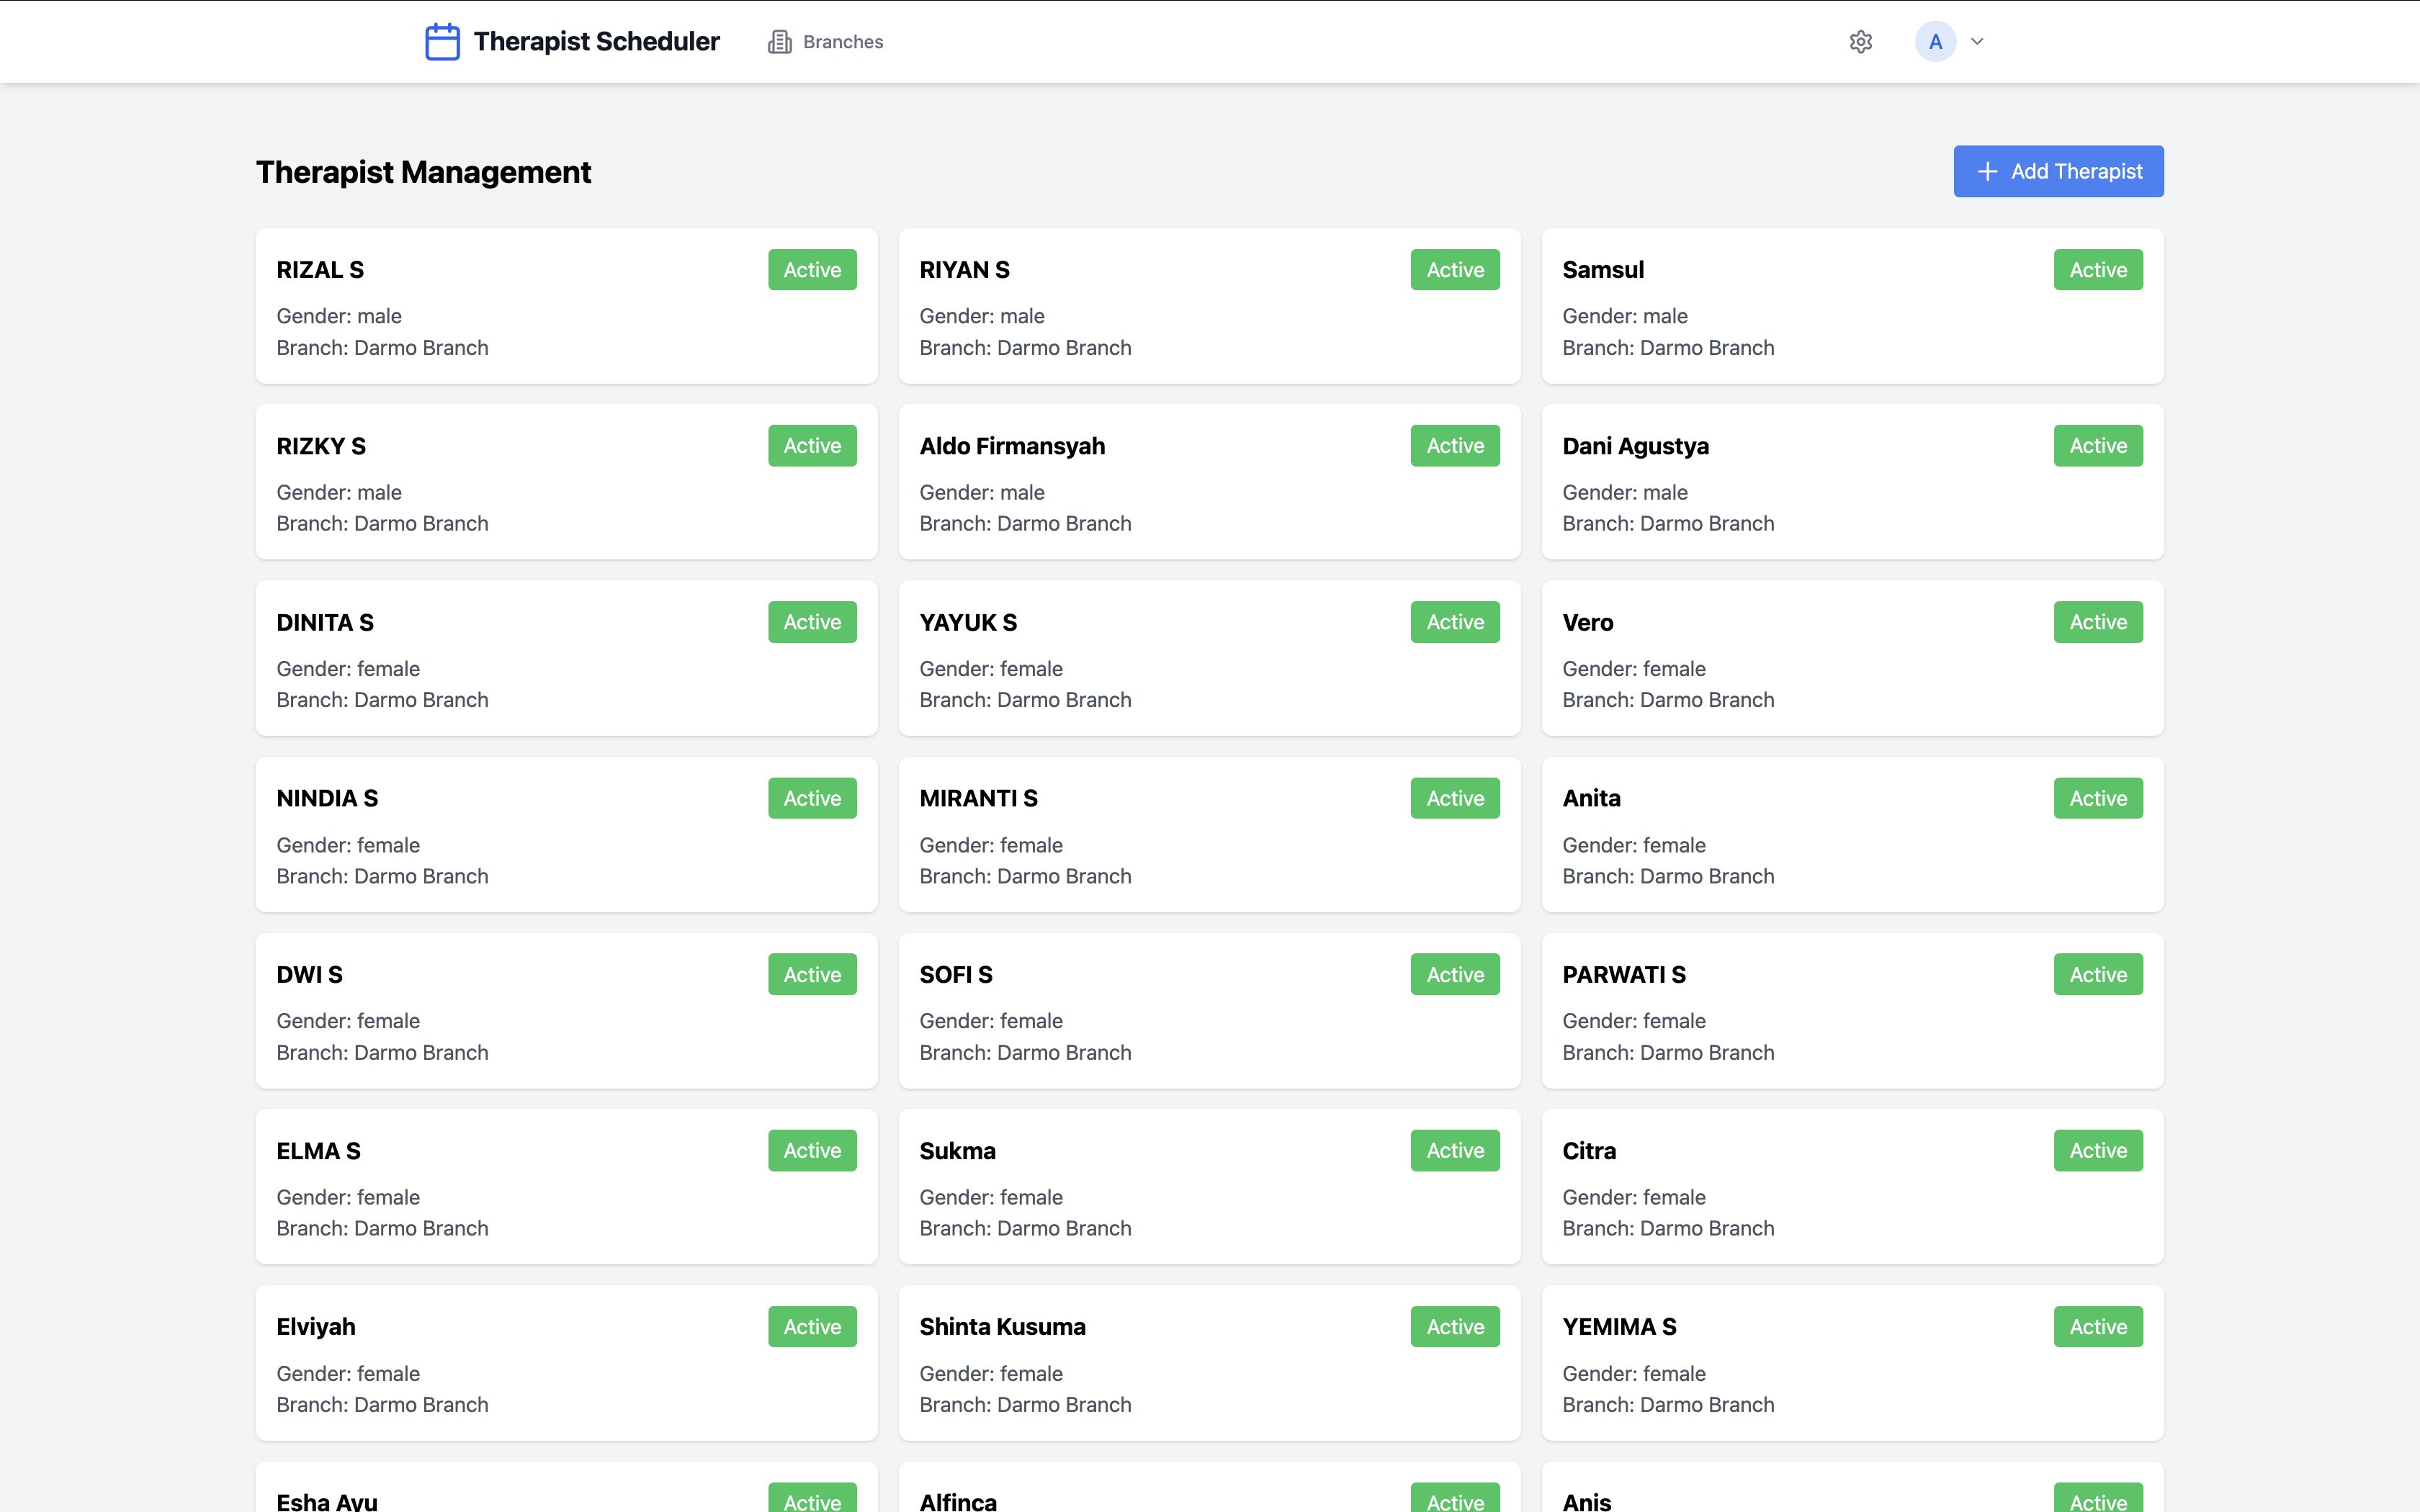 Therapist Scheduler
Branches
A
Therapist Management
Add Therapist
RIZAL S
Active
Gender: male
Branch: Darmo Branch
RIYAN S
Active
Gender: male
Branch: Darmo Branch
Samsul
Active
Gender: male
Branch: Darmo Branch
RIZKY S
Active
Gender: male
Branch: Darmo Branch
Aldo Firmansyah
Active
Gender: male
Branch: Darmo Branch
Dani Agustya
Active
Gender: male
Branch: Darmo Branch
DINITA S
Active
Gender: female
Branch: Darmo Branch
YAYUK S
Active
Gender: female
Branch: Darmo Branch
Vero
Active
Gender: female
Branch: Darmo Branch
NINDIA S
Active
Gender: female
Branch: Darmo Branch
MIRANTI S
Active
Gender: female
Branch: Darmo Branch
Anita
Active
Gender: female
Branch: Darmo Branch
DWI S
Active
Gender: female
Branch: Darmo Branch
SOFI S
Active
Gender: female
Branch: Darmo Branch
PARWATI S
Active
Gender: female
Branch: Darmo Branch
ELMA S
Active
Gender: female
Branch: Darmo Branch
Sukma
Active
Gender: female
Branch: Darmo Branch
Citra
Active
Gender: female
Branch: Darmo Branch
Elviyah
Active
Gender: female
Branch: Darmo Branch
Shinta Kusuma
Active
Gender: female
Branch: Darmo Branch
YEMIMA S
Active
Gender: female
Branch: Darmo Branch
Esha Ayu
Active
Alfinca
Active
Anis
Active